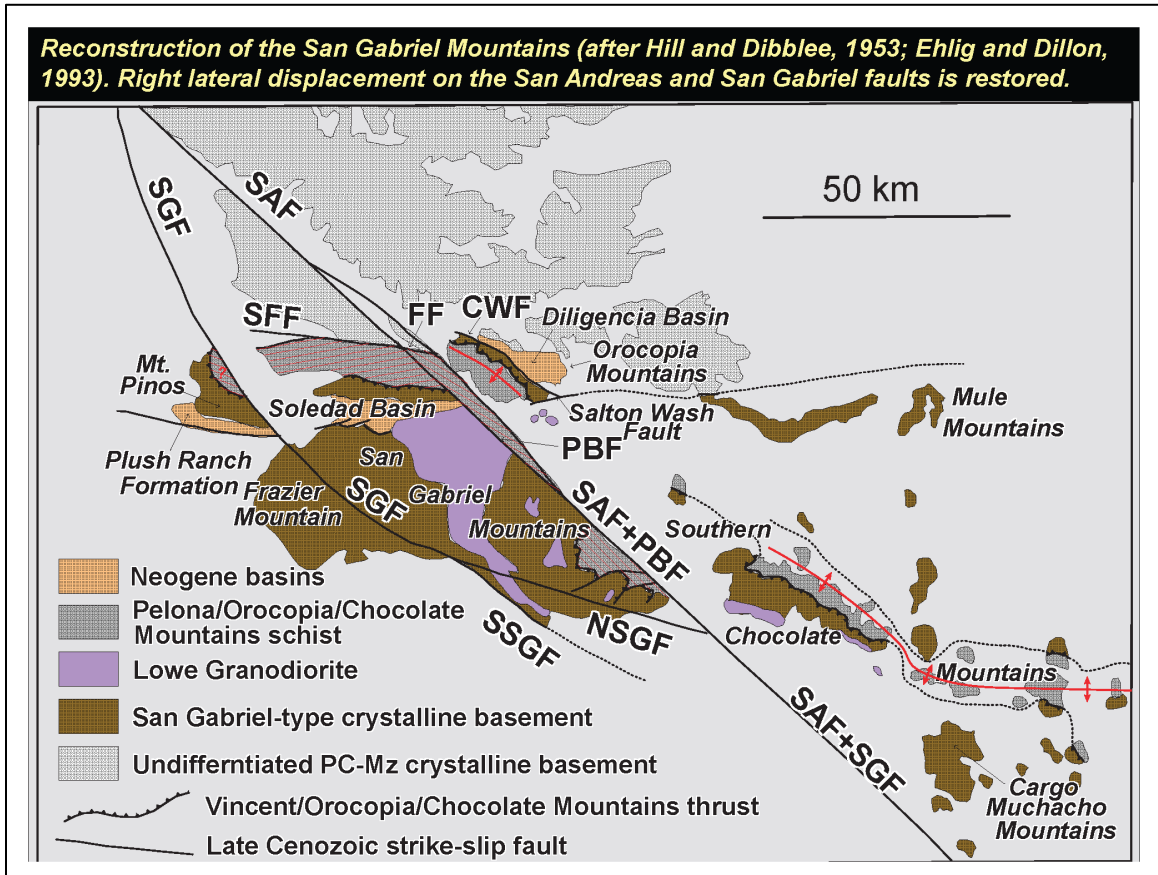 Reconstruction of the San Gabriel Mountains (after Hill and Dibblee, 1953; Ehlig and Dillon,
1993). Right lateral displacement on the San Andreas and San Gabriel faults is restored.
SGF
SAF
50 km
SFF
FF
CWF
Diligencia Basin
Orocopia
Mountains
Mt.
Pinos
?
Soledad Basin
Salton Wash
Fault
Mule
Mountains
PBF
Plush Ranch
Formation
San
Gabriel
Mountains
Frazier
Mountain
SGF
SAF+PBF
Southern
Chocolate
Mountains
SSGF
NSGF
SAF+SGF
Cargo
Muchacho
Mountains
Neogene basins
Pelona/Orocopia/Chocolate
Mountains schist
Lowe Granodiorite
San Gabriel-type crystalline basement
Undifferntiated PC-Mz crystalline basement
Vincent/Orocopia/Chocolate Mountains thrust
Late Cenozoic strike-slip fault